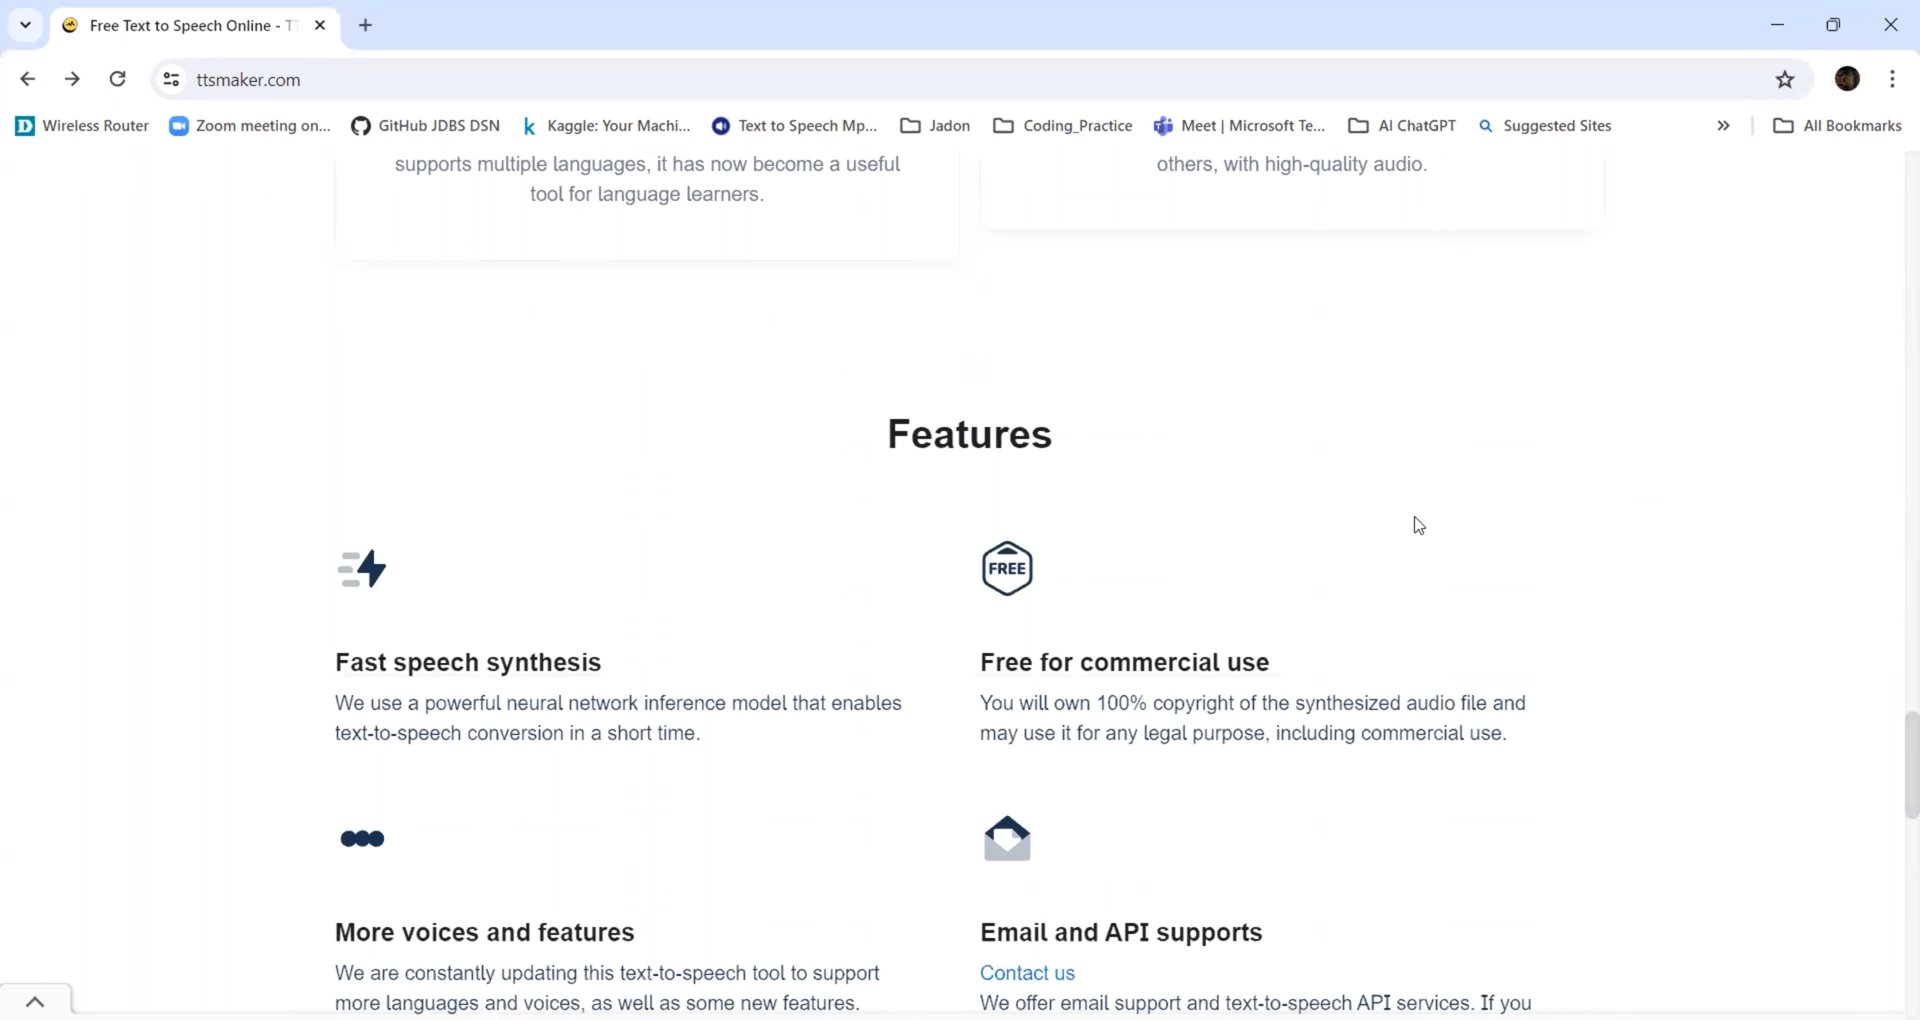 Free Text to Speech Online - T
ttsmaker.com
Wireless Router
Zoom meeting on...
GitHub JDBS DSN
Kaggle: Your Machi...
Text to Speech Mp...
Jadon
Coding_Practice
Meet | Microsoft Te...
AI ChatGPT
Suggested Sites
All Bookmarks
supports multiple languages, it has now become a useful
tool for language learners.
others, with high-quality audio.
Features
FREE
Fast speech synthesis
We use a powerful neural network inference model that enables
text-to-speech conversion in a short time.
Free for commercial use
You will own 100% copyright of the synthesized audio file and
may use it for any legal purpose, including commercial use.
More voices and features
We are constantly updating this text-to-speech tool to support
more languages and voices, as well as some new features.
Email and API supports
Contact us
We offer email support and text-to-speech API services. If you